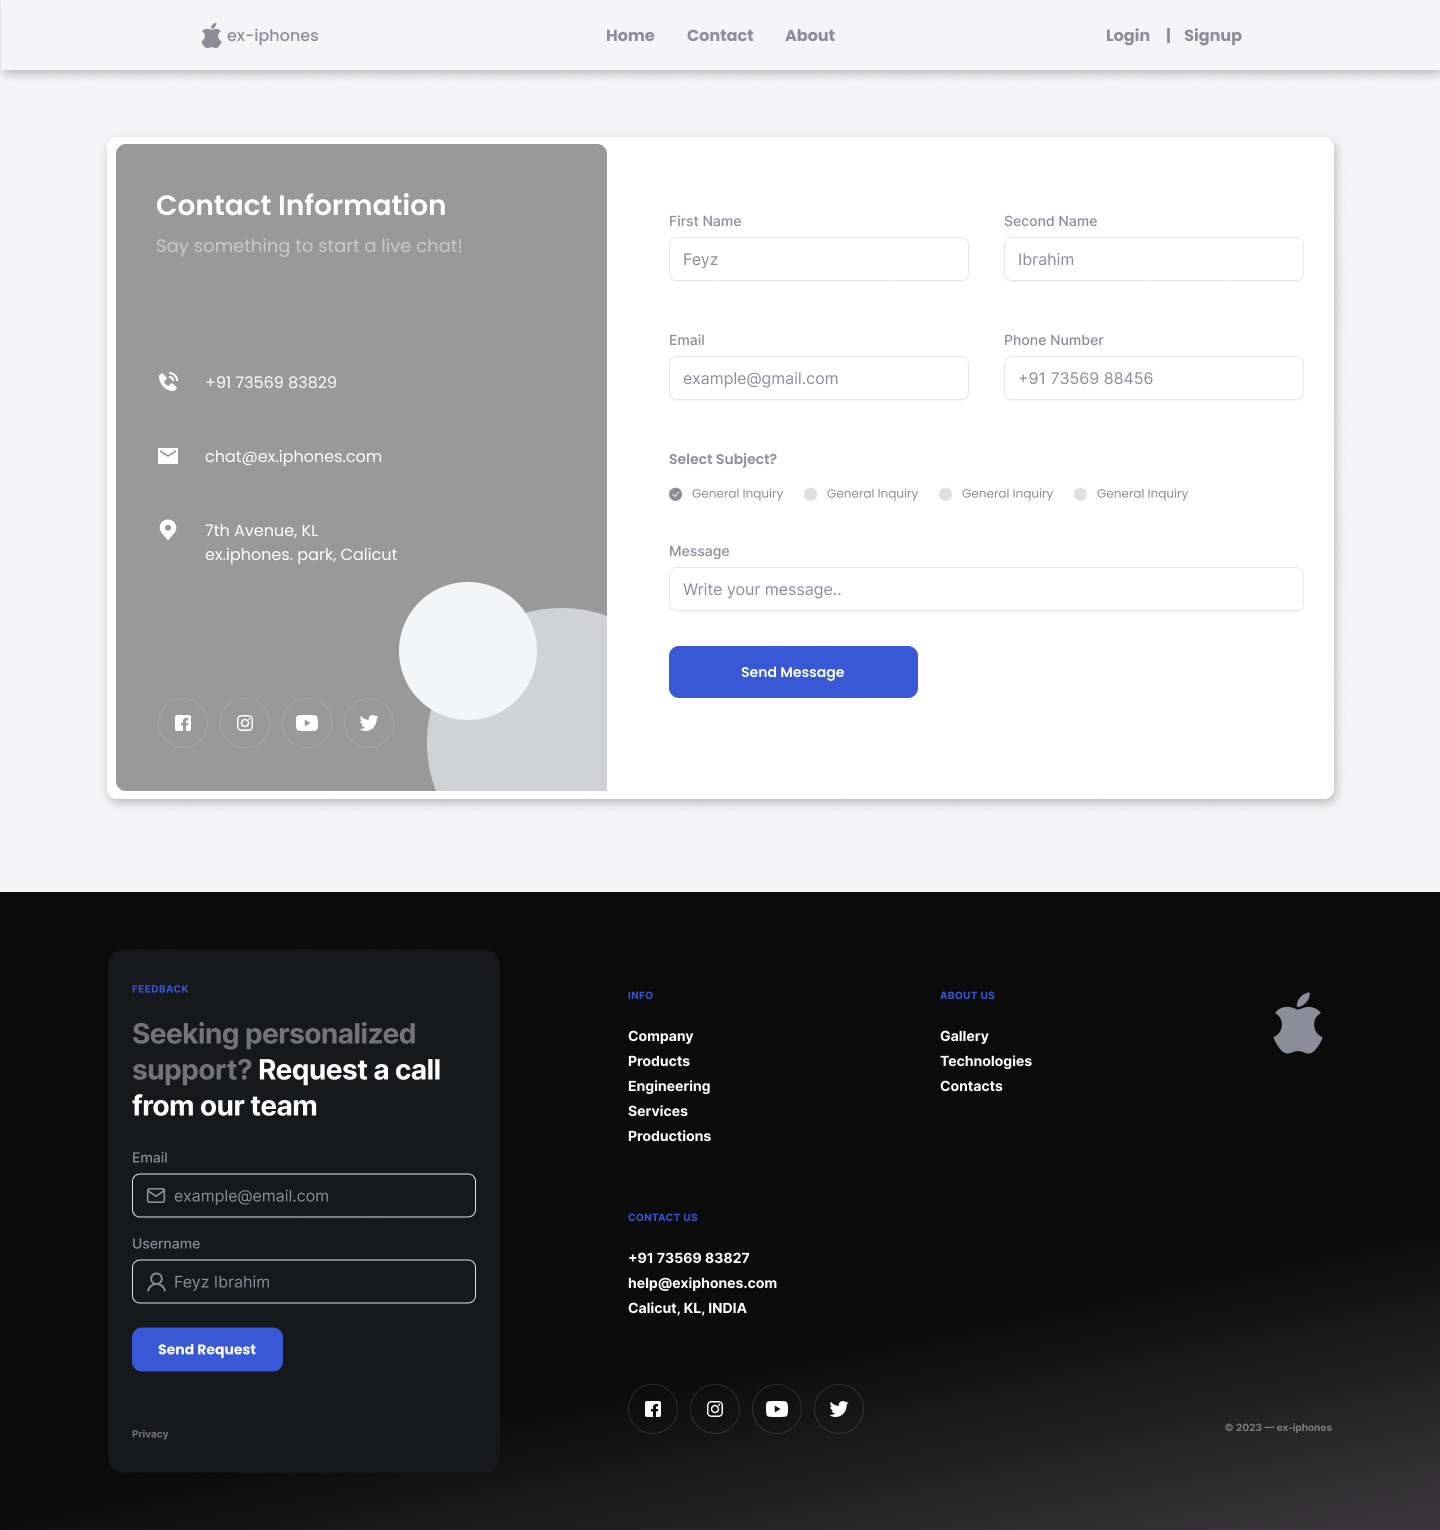 ex-iphones
Home Contact About
Login | Signup
Contact Information
Say something to start a live chat!
+91 73569 83829
chat@ex.iphones.com
7th Avenue, KL
ex.iphones. park, Calicut
First Name
Feyz
Second Name
Ibrahim
Email
example@gmail.com
Phone Number
+91 73569 88456
Select Subject?
General Inquiry General Inquiry General Inquiry General Inquiry
Message
Write your message..
Send Message
FEEDBACK
Seeking personalized
support? Request a call
from our team
Email
example@email.com
Username
Feyz Ibrahim
Send Request
Privacy
INFO
Company
Products
Engineering
Services
Productions
ABOUT US
Gallery
Technologies
Contacts
CONTACT US
+91 73569 83827
help@exiphones.com
Calicut, KL, INDIA
© 2023 — ex-iphones